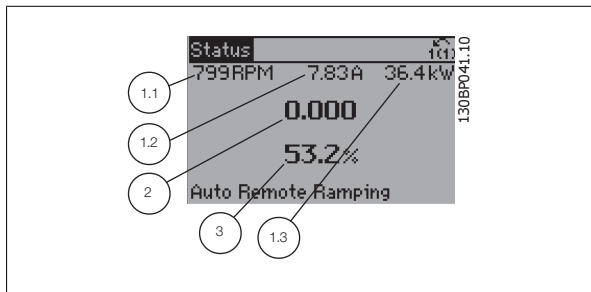 Status
1(1)
799RPM 7.83A 36.4kW
0.000
53.2%
Auto Remote Ramping
1.1
1.2
2
3
1.3
130BP041.10